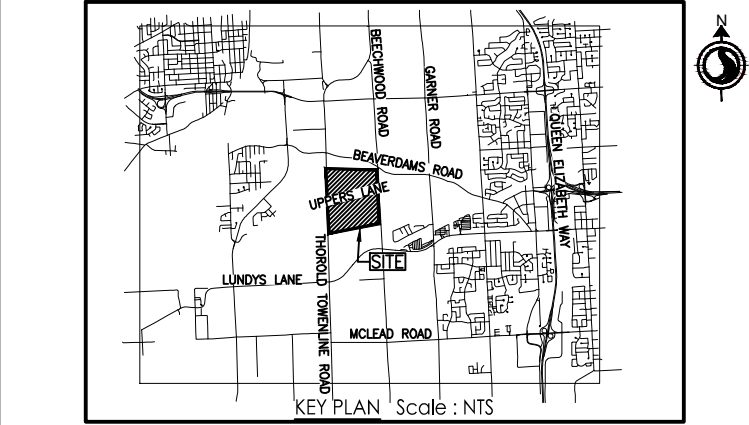 N
BEECHWOOD ROAD
GARNER ROAD
QUEEN ELIZABETH WAY
BEAVERDAMS ROAD
UPPERS LANE
THOROLD TOWENLINE ROAD
SITE
LUNDYS LANE
MCLEAD ROAD
KEY PLAN Scale : NTS